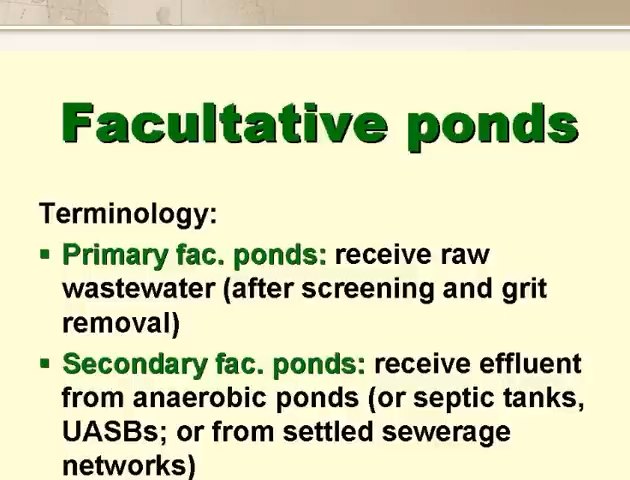 Facultative ponds
Terminology:
▪ Primary fac. ponds: receive raw
wastewater (after screening and grit
removal)
▪ Secondary fac. ponds: receive effluent
from anaerobic ponds (or septic tanks,
UASBs; or from settled sewerage
networks)